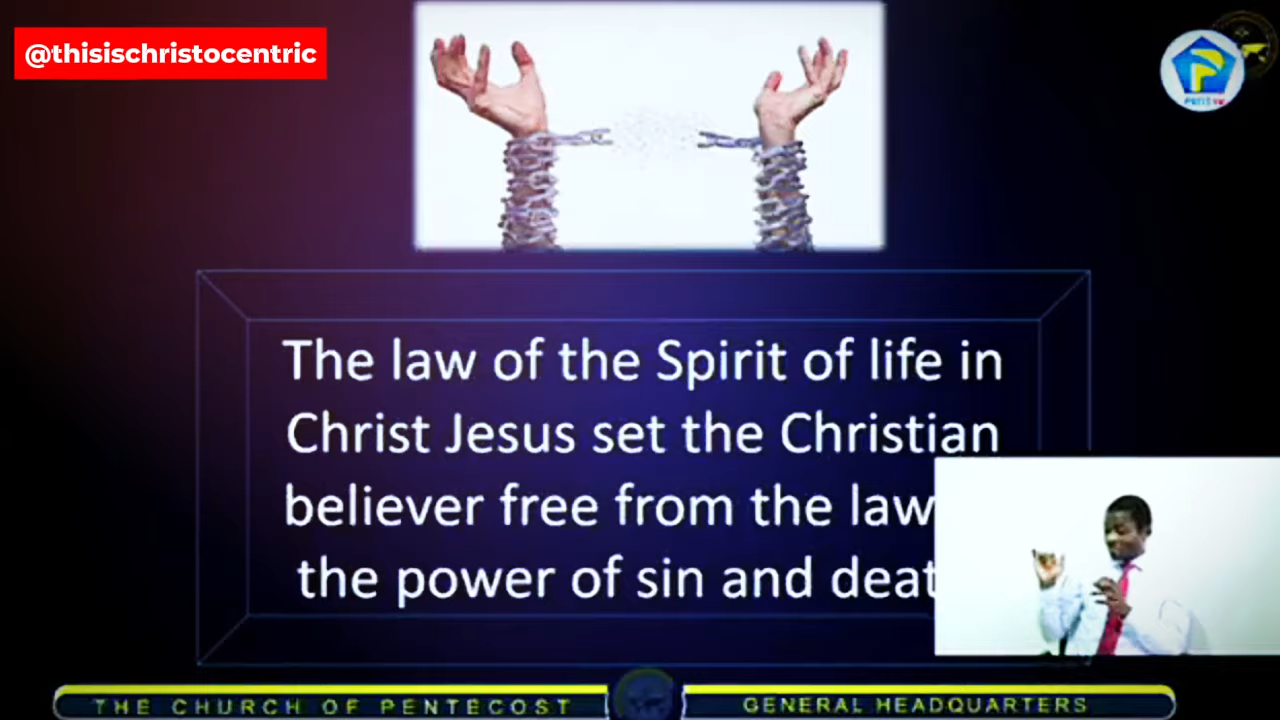 @thisischristocentric
The law of the Spirit of life in
Christ Jesus set the Christian
believer free from the law
the power of sin and
THE CHURCH OF PENTECOST
GENERAL HEADQUARTERS